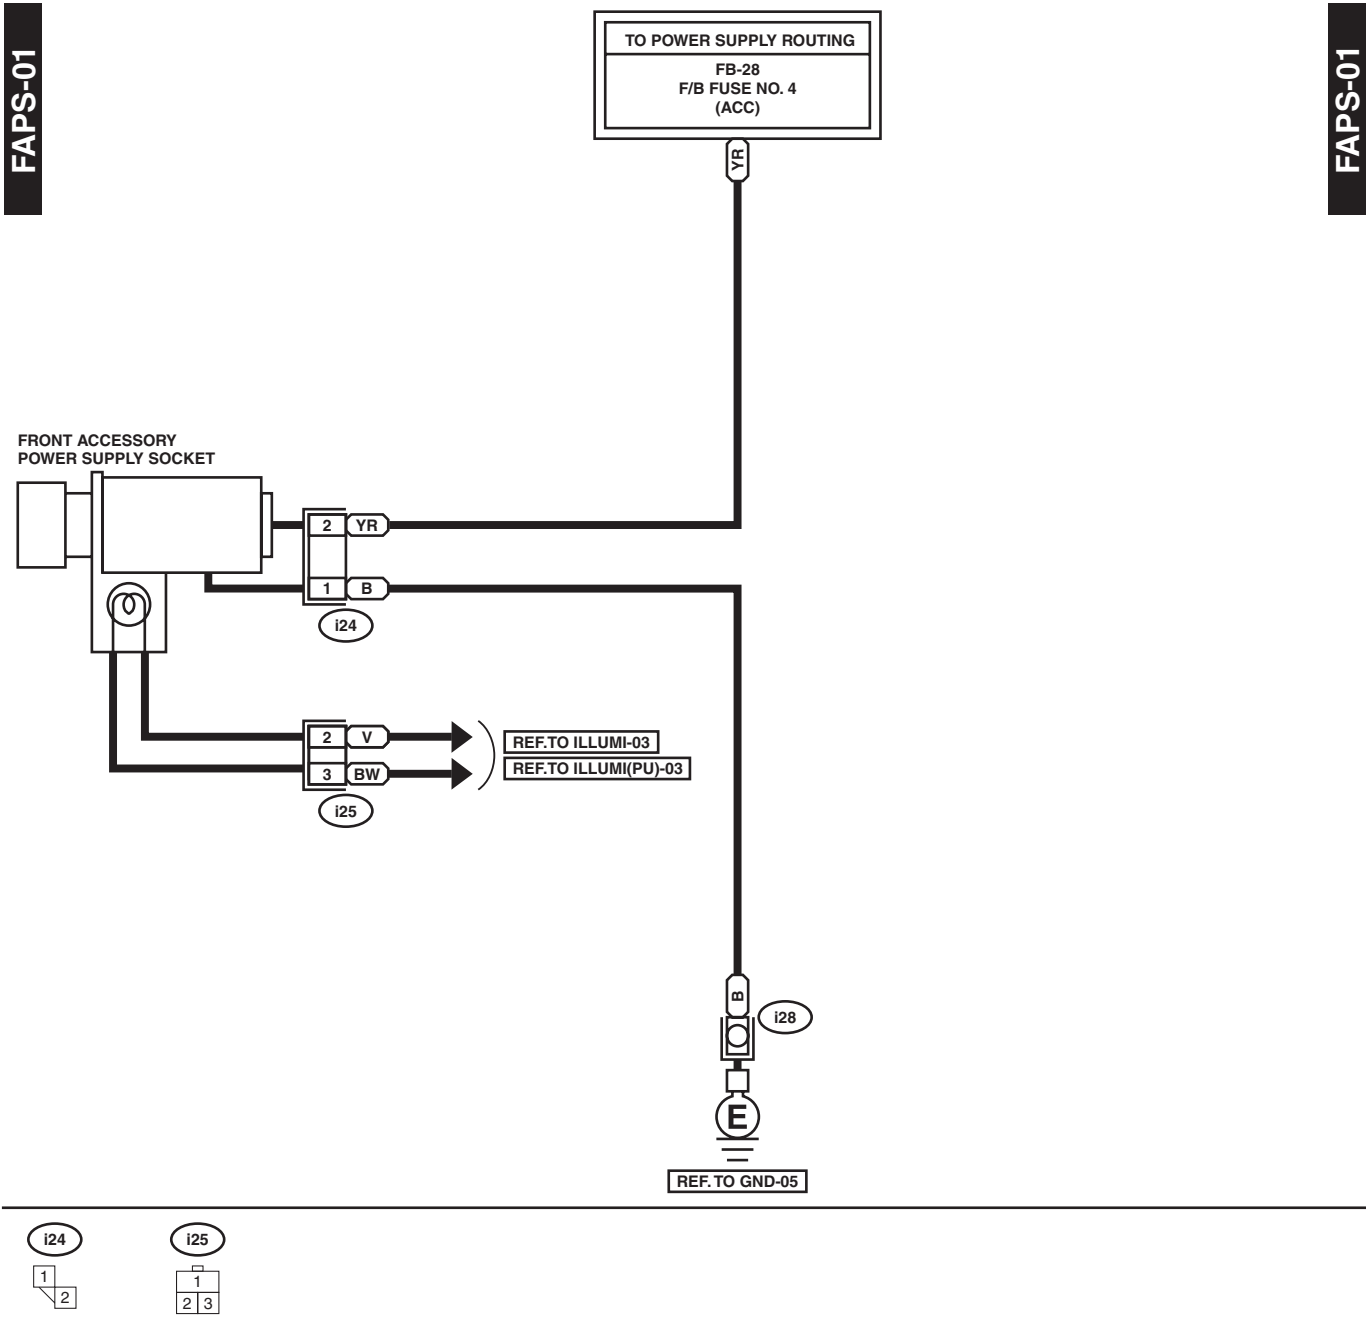 FAPS-01
FAPS-01
TO POWER SUPPLY ROUTING
FB-28
F/B FUSE NO. 4
(ACC)
YR
FRONT ACCESSORY
POWER SUPPLY SOCKET
2 YR
1 B
i24
2 V
3 BW
i25
REF.TO ILLUMI-03
REF.TO ILLUMI(PU)-03
B
i28
E
REF. TO GND-05
i24
i25
1
2
1
2 3